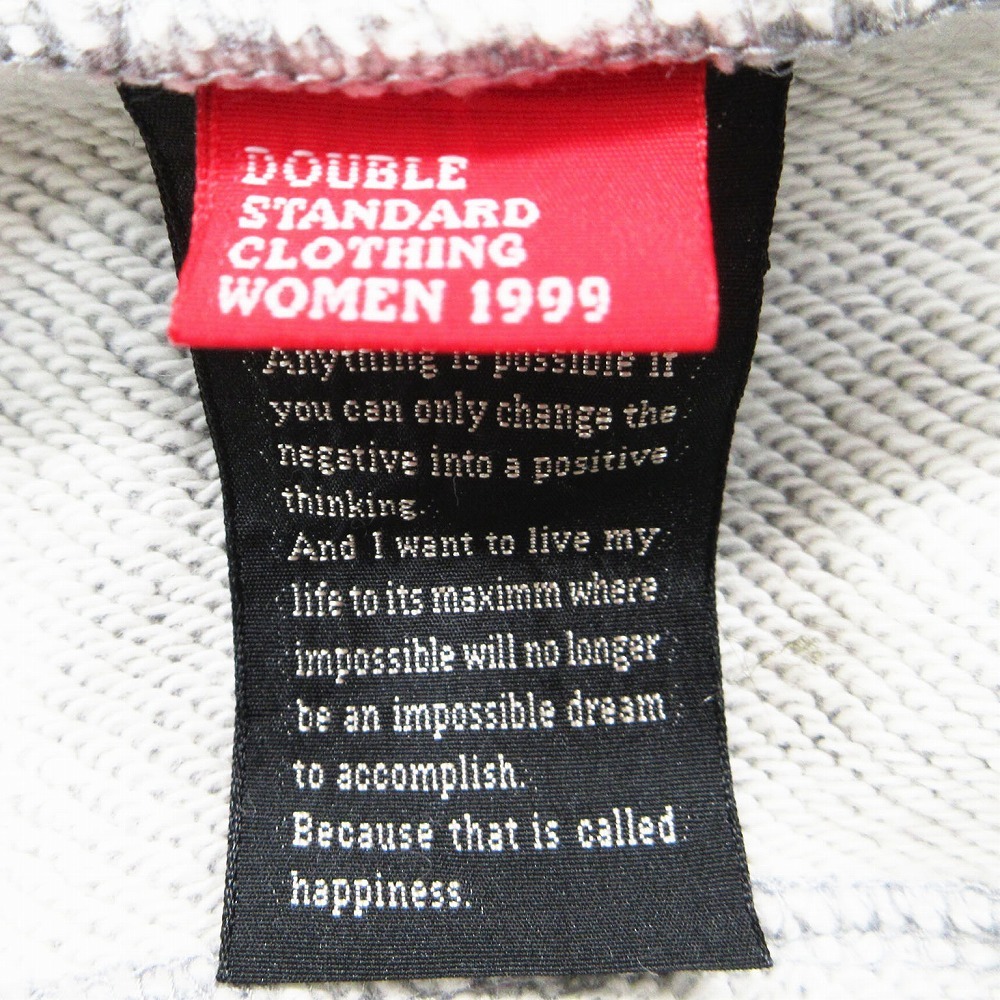 DOUBLE
STANDARD
CLOTHING
WOMEN 1999
Anything is possible if
you can only change the
negative into a positive
thinking.
And I want to live my
life to its maximm where
impossible will no longer
be an impossible dream
to accomplish.
Because that is called
happiness.